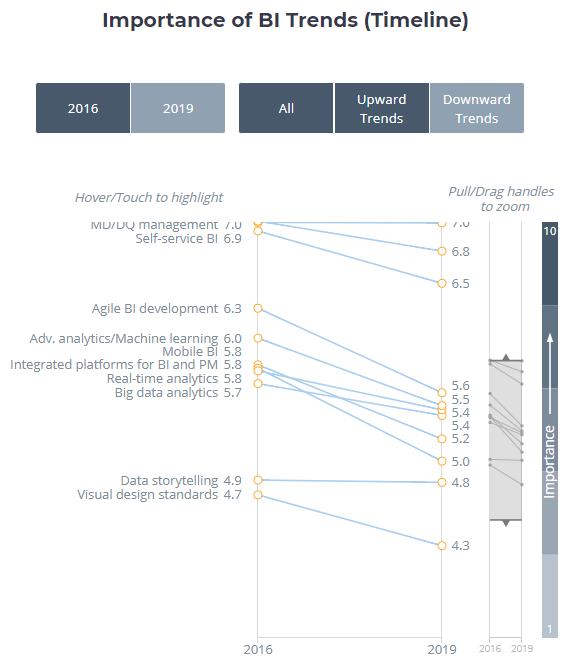 Importance of BI Trends (Timeline)
2016
2019
All
Upward
Trends
Downward
Trends
Hover/Touch to highlight
Pull/Drag handles
to zoom
MD/DQ management 7.0
Self-service BI 6.9
Agile BI development 6.3
Adv. analytics/Machine learning 6.0
Mobile BI 5.8
Integrated platforms for BI and PM 5.8
Real-time analytics 5.8
Big data analytics 5.7
Data storytelling 4.9
Visual design standards 4.7
7.0
6.8
6.5
5.6
5.5
5.4
5.4
5.2
5.0
4.8
4.3
10
Importance
1
2016
2019
2016
2019